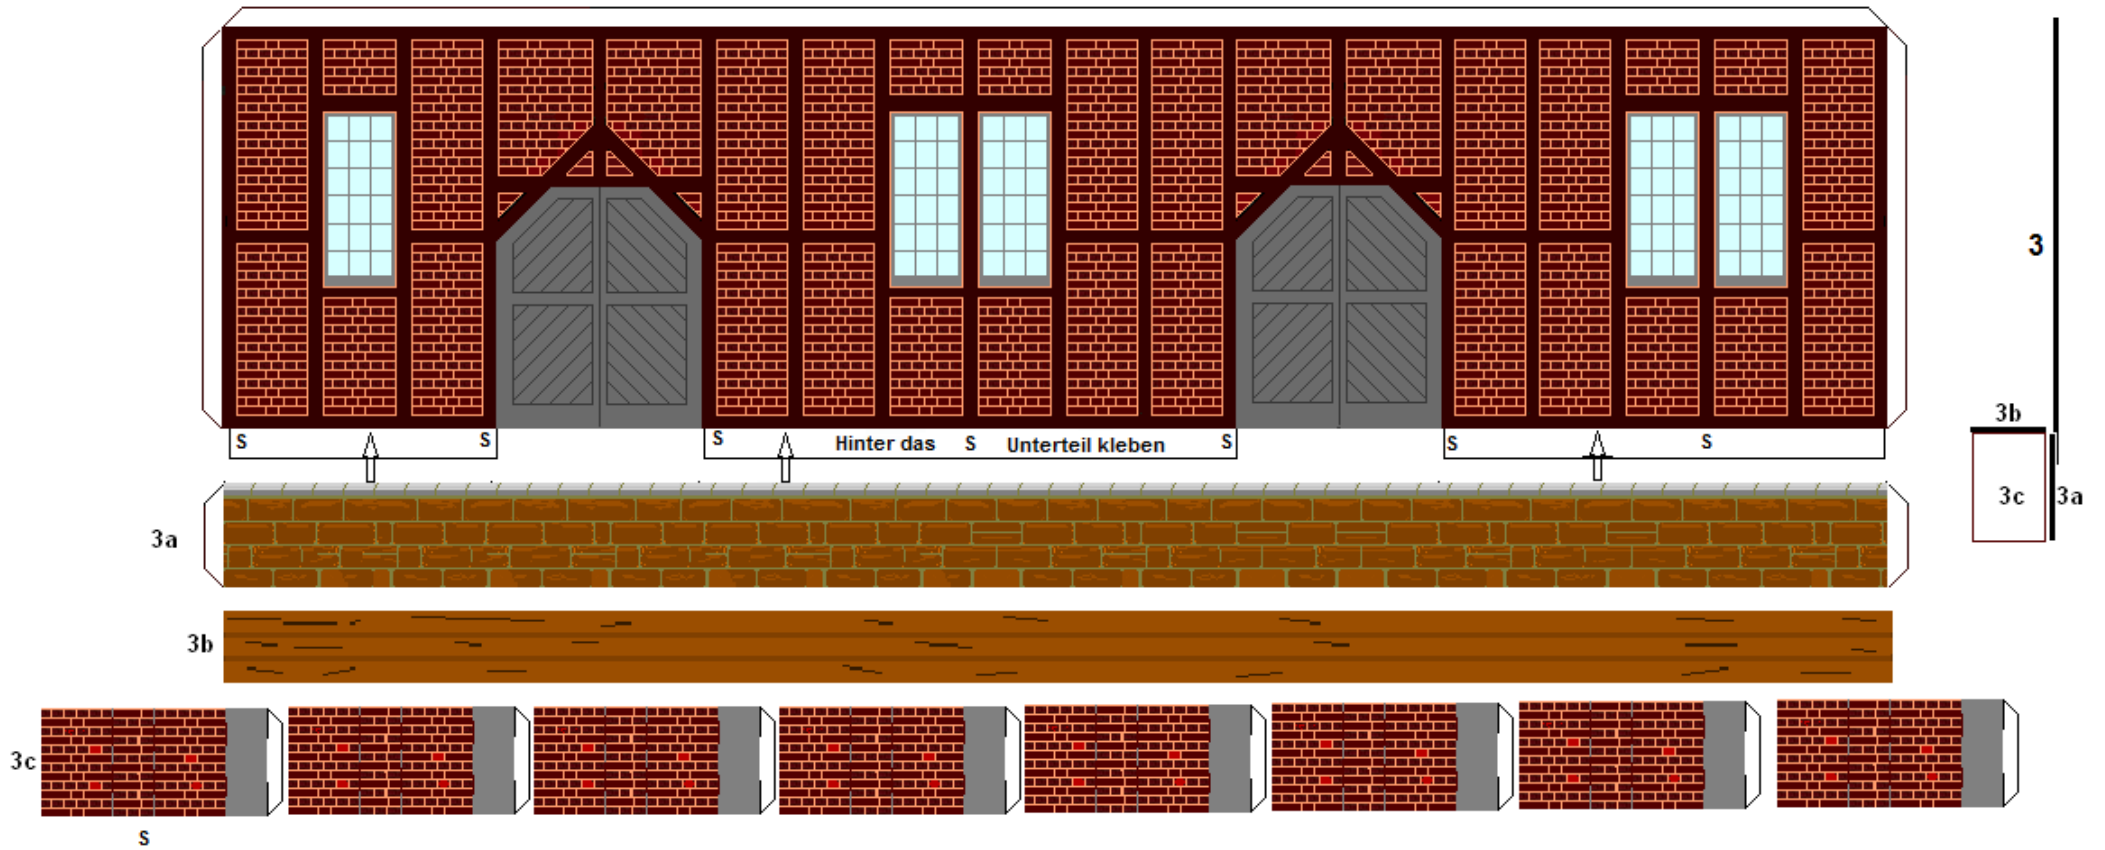 3
S S S Hinter das S Unterteil kleben S S S
3b
3c 3a
3a
3b
3c
S